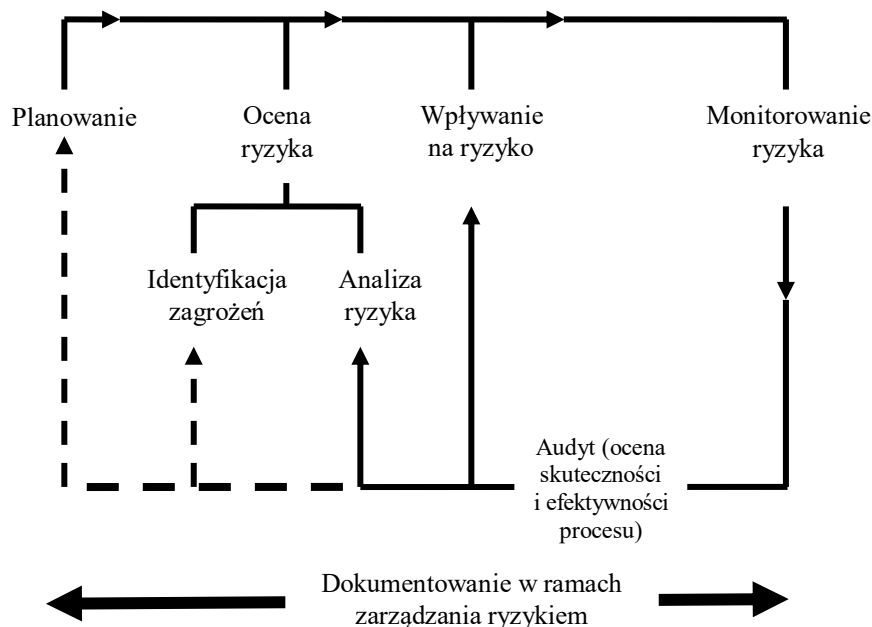 Planowanie
Ocena
ryzyka
Wpływanie
na ryzyko
Monitorowanie
ryzyka
Identyfikacja
zagrożeń
Analiza
ryzyka
Audyt (ocena
skuteczności
i efektywności
procesu)
Dokumentowanie w ramach
zarządzania ryzykiem